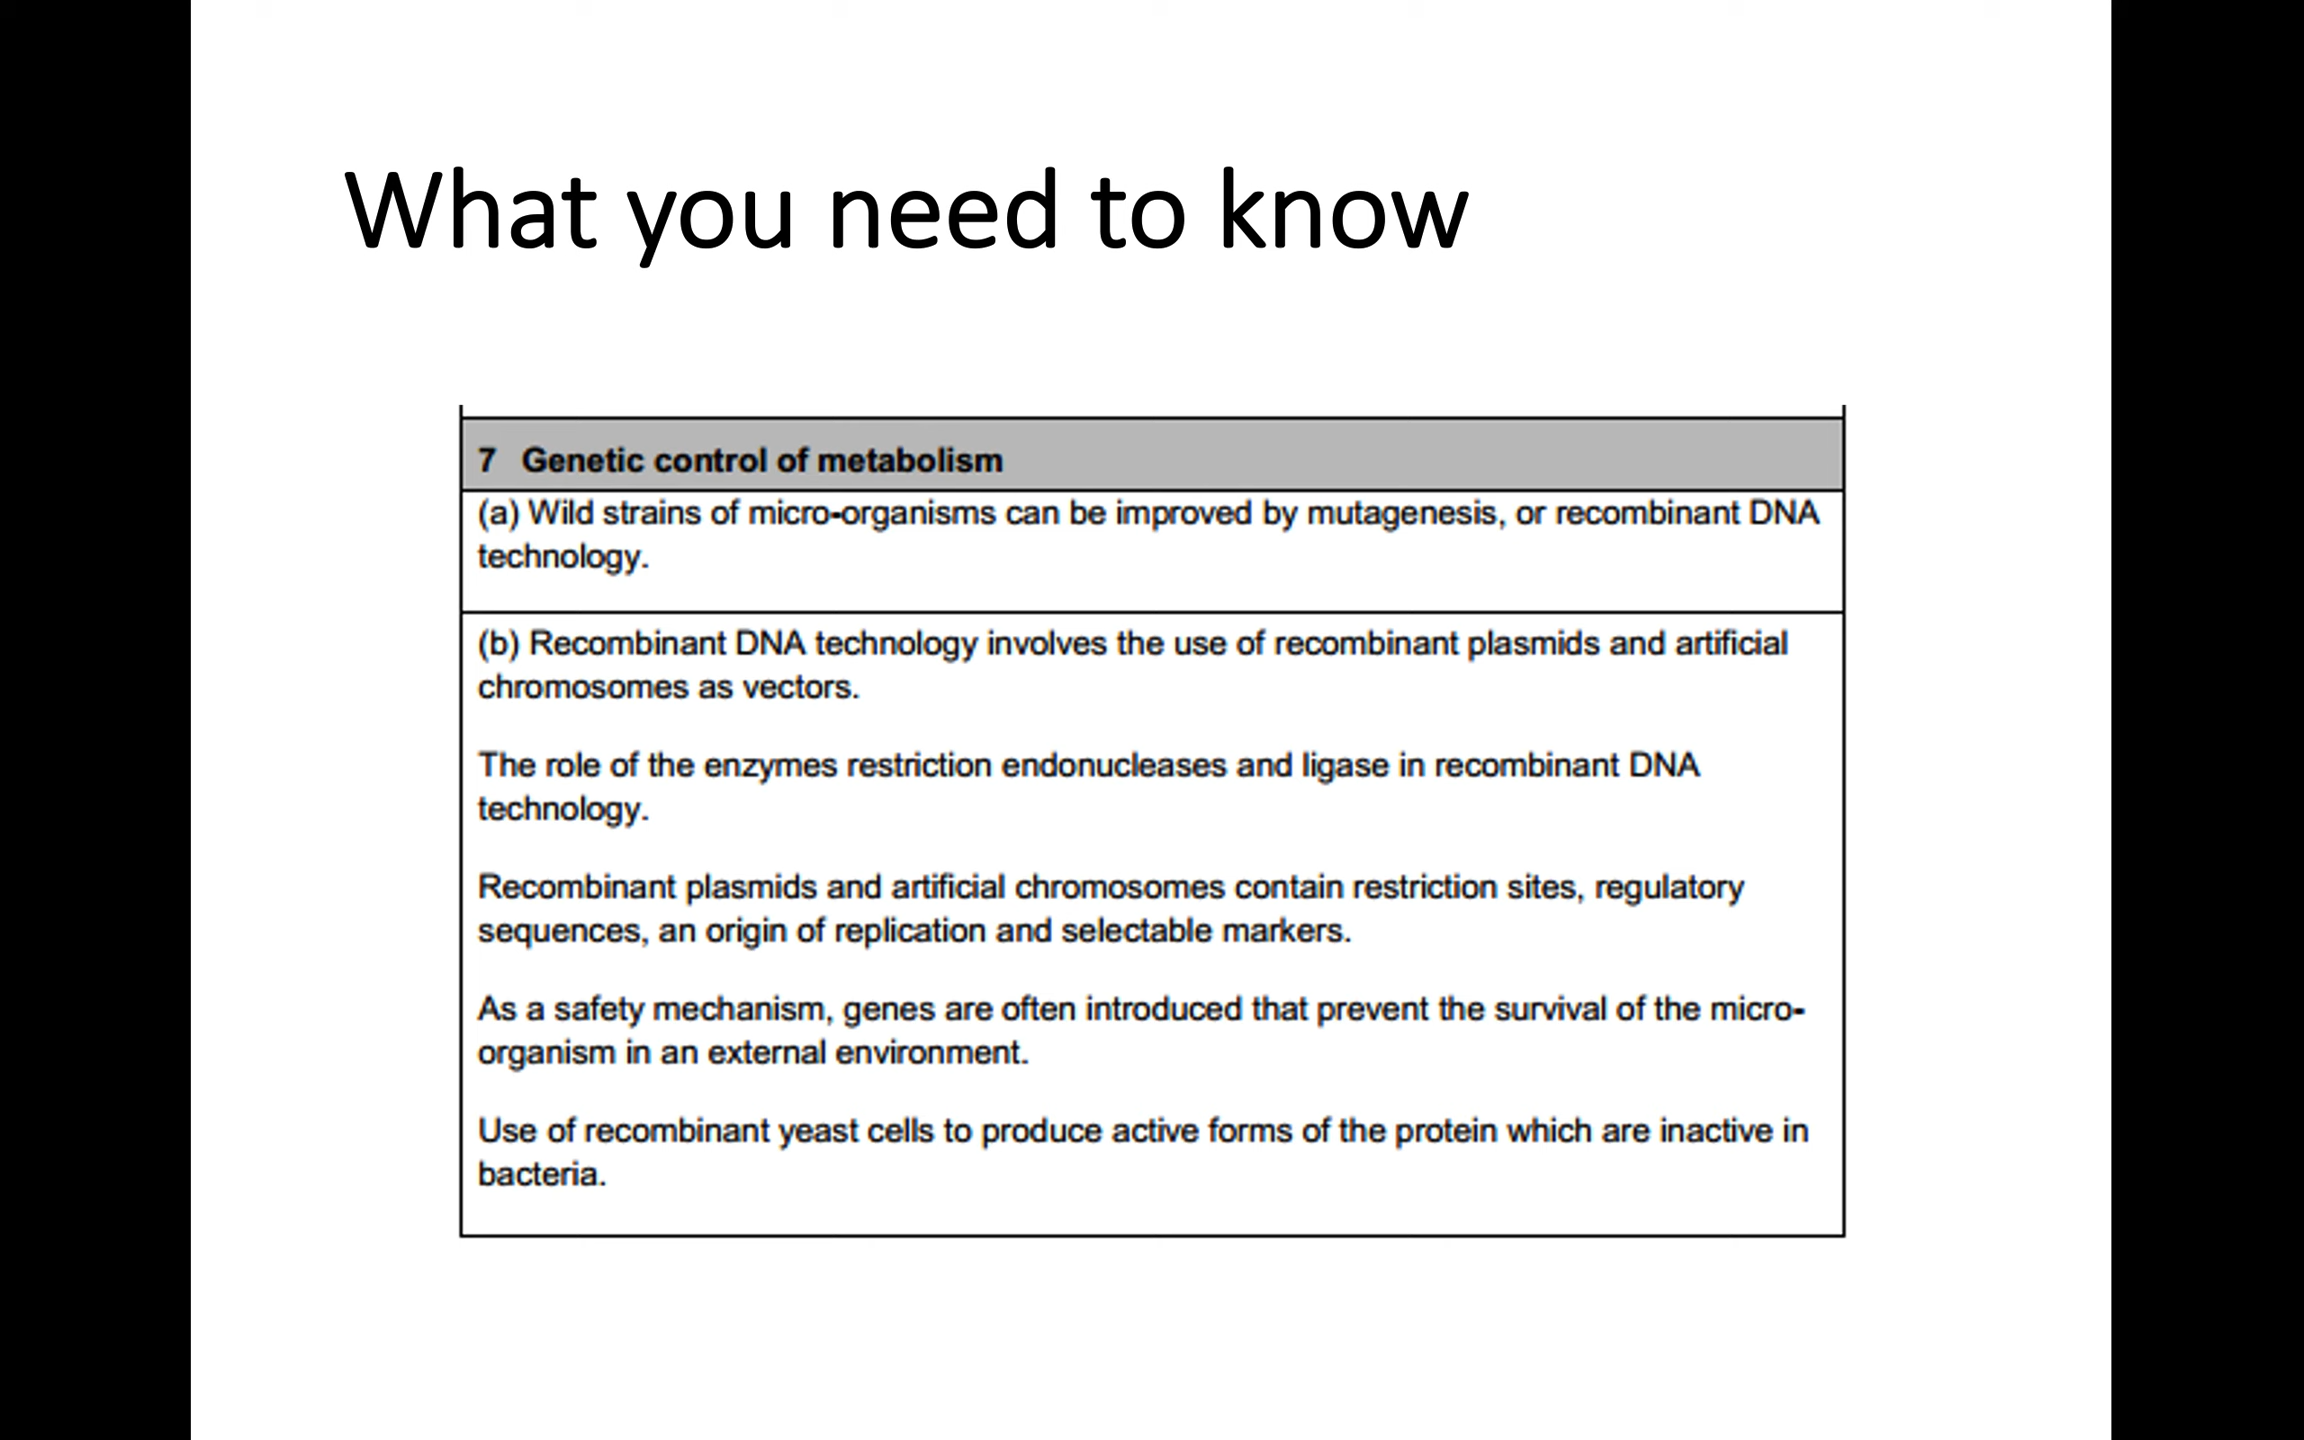 What you need to know
7 Genetic control of metabolism
(a) Wild strains of micro-organisms can be improved by mutagenesis, or recombinant DNA
technology.
(b) Recombinant DNA technology involves the use of recombinant plasmids and artificial
chromosomes as vectors.
The role of the enzymes restriction endonucleases and ligase in recombinant DNA
technology.
Recombinant plasmids and artificial chromosomes contain restriction sites, regulatory
sequences, an origin of replication and selectable markers.
As a safety mechanism, genes are often introduced that prevent the survival of the micro-
organism in an external environment.
Use of recombinant yeast cells to produce active forms of the protein which are inactive in
bacteria.